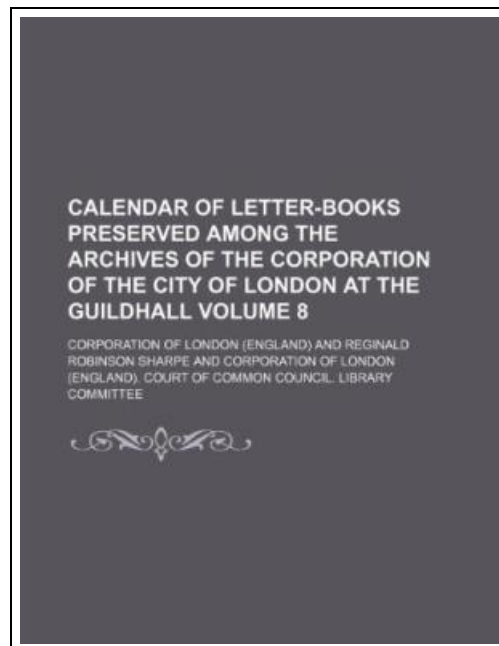 CALENDAR OF LETTER-BOOKS
PRESERVED AMONG THE
ARCHIVES OF THE CORPORATION
OF THE CITY OF LONDON AT THE
GUILDHALL VOLUME 8
CORPORATION OF LONDON (ENGLAND) AND REGINALD
ROBINSON SHARPE AND CORPORATION OF LONDON
(ENGLAND). COURT OF COMMON COUNCIL. LIBRARY
COMMITTEE